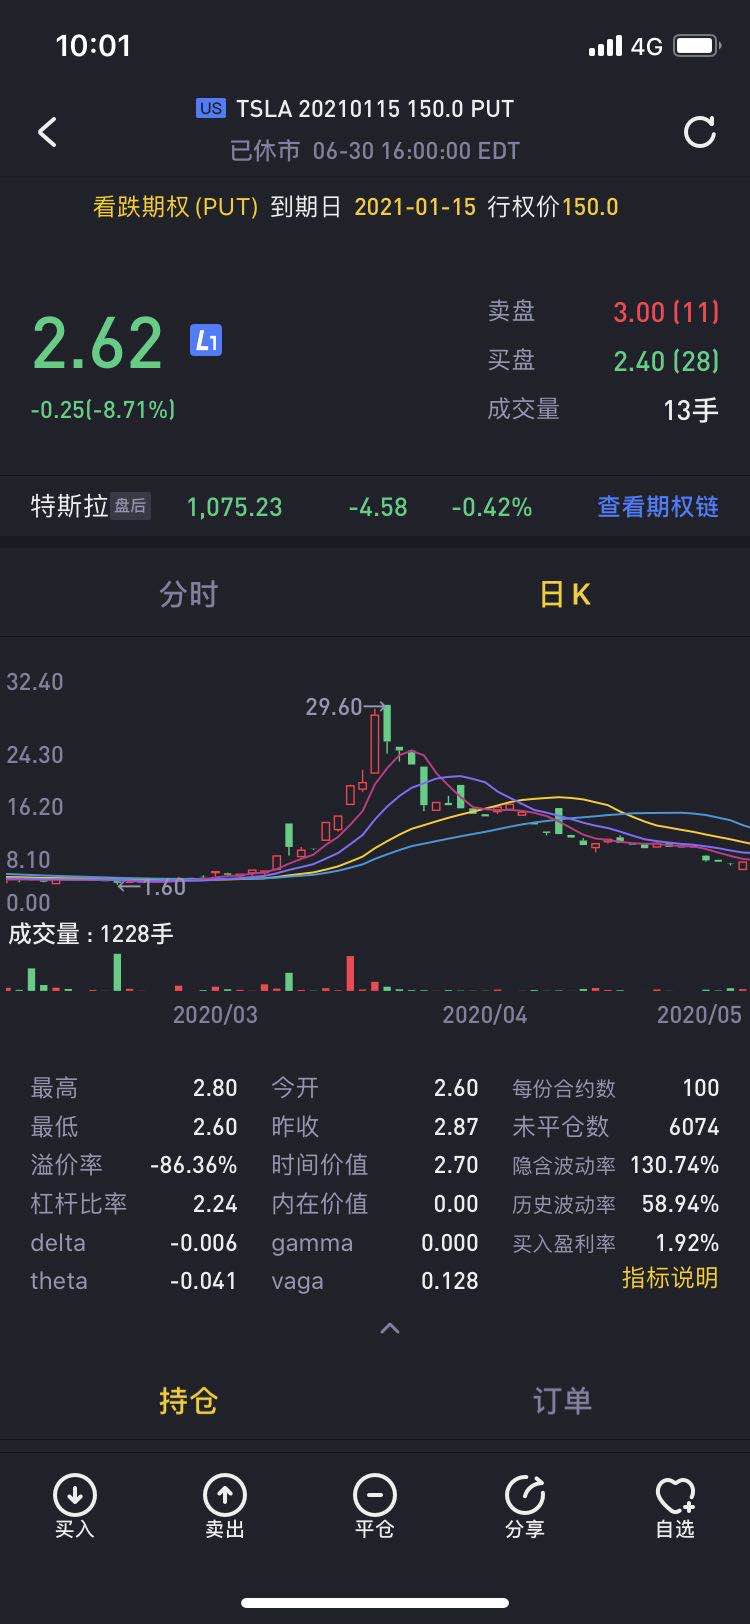 10:01 4G
US TSLA 20210115 150.0 PUT
已休市 06-30 16:00:00 EDT
看跌期权(PUT) 到期日 2021-01-15 行权价150.0
2.62 L1
-0.25(-8.71%)
卖盘 3.00 (11)
买盘 2.40 (28)
成交量 13手
特斯拉 盘后 1,075.23 -4.58 -0.42% 查看期权链
分时 日K
32.40
29.60
24.30
16.20
8.10
1.60
0.00
成交量：1228手
2020/03 2020/04 2020/05
最高 2.80 今开 2.60 每份合约数 100
最低 2.60 昨收 2.87 未平仓数 6074
溢价率 -86.36% 时间价值 2.70 隐含波动率 130.74%
杠杆比率 2.24 内在价值 0.00 历史波动率 58.94%
delta -0.006 gamma 0.000 买入盈利率 1.92%
theta -0.041 vaga 0.128 指标说明
持仓 订单
买入 卖出 平仓 分享 自选